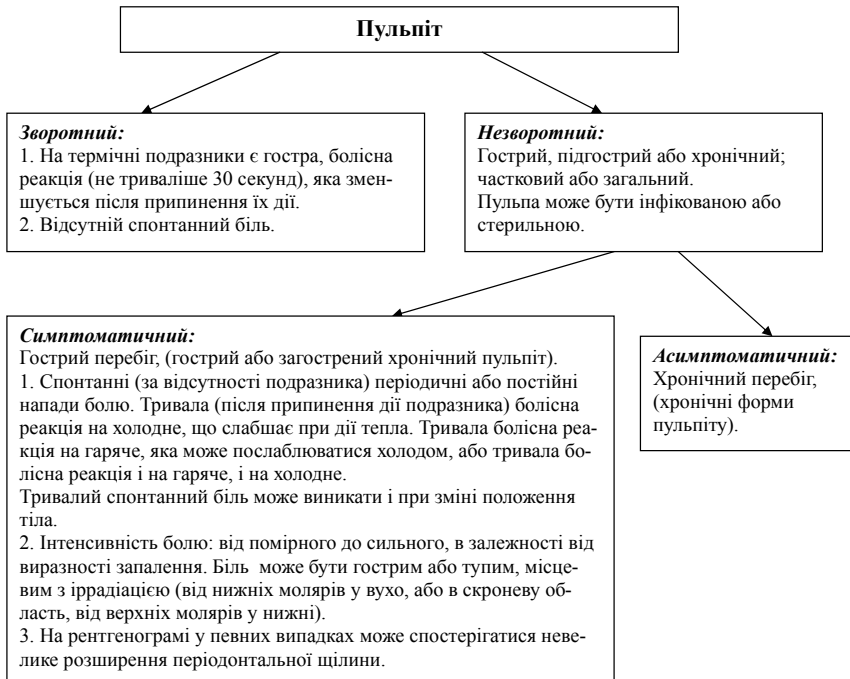 Пульпіт
Зворотний:
1. На термічні подразники є гостра, болісна
реакція (не триваліше 30 секунд), яка змен-
шується після припинення їх дії.
2. Відсутній спонтанний біль.
Незворотний:
Гострий, підгострий або хронічний;
частковий або загальний.
Пульпа може бути інфікованою або
стерильною.
Симптоматичний:
Гострий перебіг, (гострий або загострений хронічний пульпіт).
1. Спонтанні (за відсутності подразника) періодичні або постійні
напади болю. Тривала (після припинення дії подразника) болісна
реакція на холодне, що слабшає при дії тепла. Тривала болісна реа-
кція на гаряче, яка може послаблюватися холодом, або тривала бо-
лісна реакція і на гаряче, і на холодне.
Тривалий спонтанний біль може виникати і при зміні положення
тіла.
2. Інтенсивність болю: від помірного до сильного, в залежності від
виразності запалення. Біль може бути гострим або тупим, місце-
вим з іррадіацією (від нижніх молярів у вухо, або в скроневу об-
ласть, від верхніх молярів у нижні).
3. На рентгенограмі у певних випадках може спостерігатися неве-
лике розширення періодонтальної щілини.
Асимптоматичний:
Хронічний перебіг,
(хронічні форми
пульпіту).